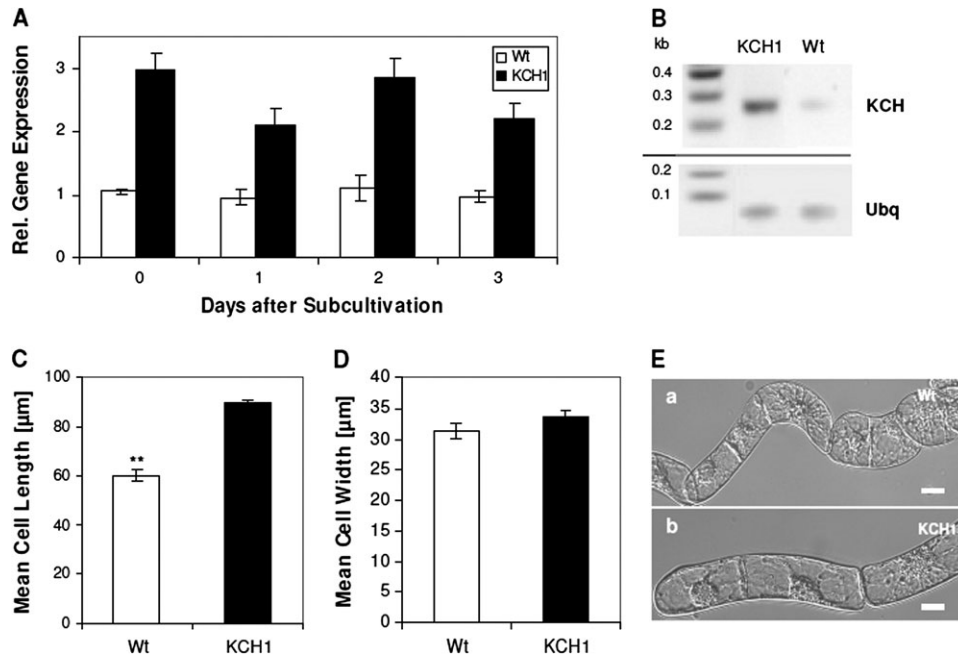 A
Rel. Gene Expression
3
2
1
0
Wt
KCH1
0 1 2 3
Days after Subcultivation
B
kb
KCH1 Wt
0.4
0.3
0.2
KCH
0.2
0.1
Ubq
C
Mean Cell Length [µm]
100
80
60
40
20
0
**
Wt KCH1
D
Mean Cell Width [µm]
40
35
30
25
20
15
10
5
0
Wt KCH1
E
a
Wt
b
KCH1